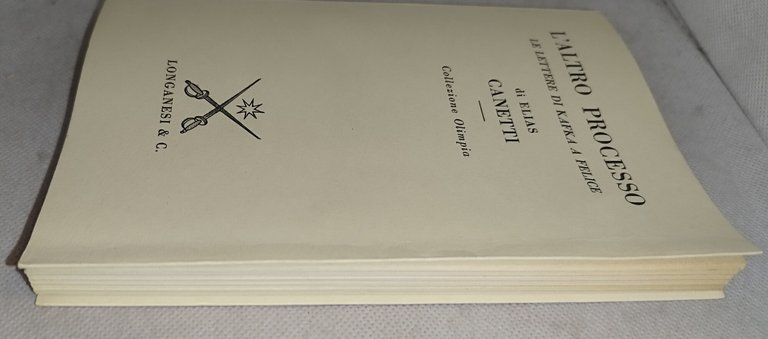 L'ALTRO PROCESSO
LE LETTERE DI KAFKA A FELICE
di ELIAS
CANETTI
Collezione Olimpia
LONGANESI & C.